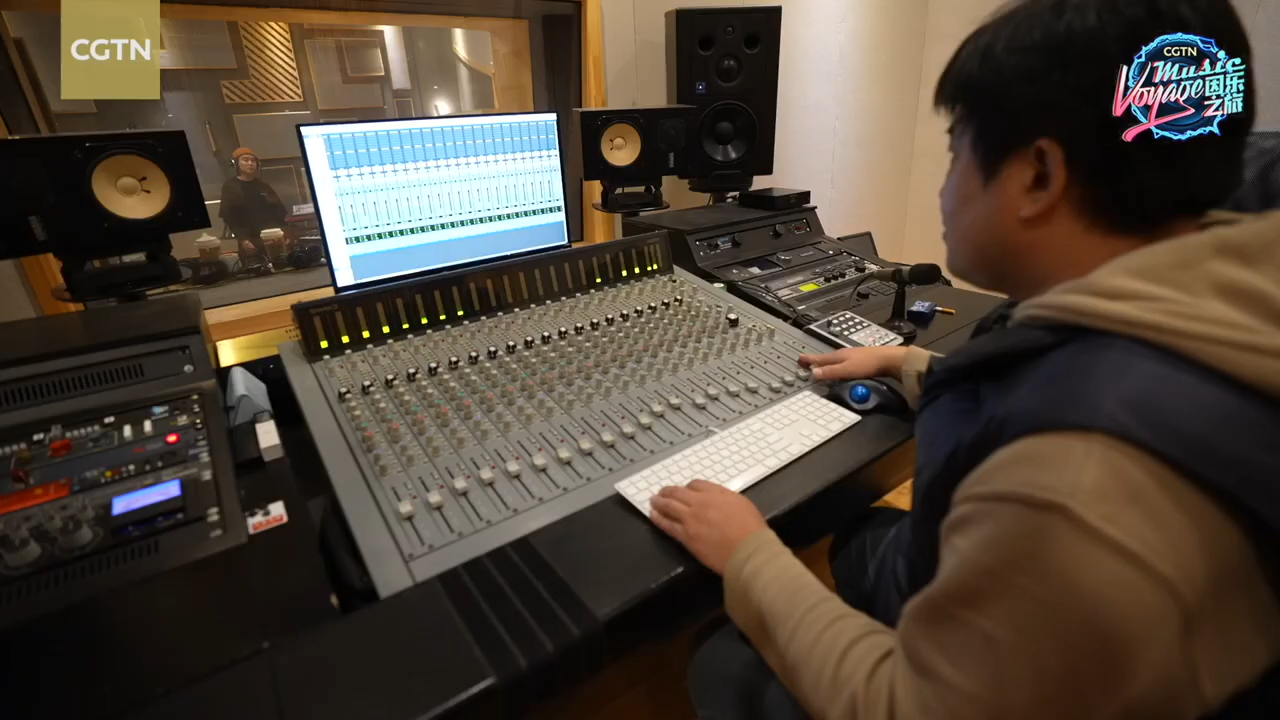 CGTN
CGTN
Music
Voyage 国乐
之旅